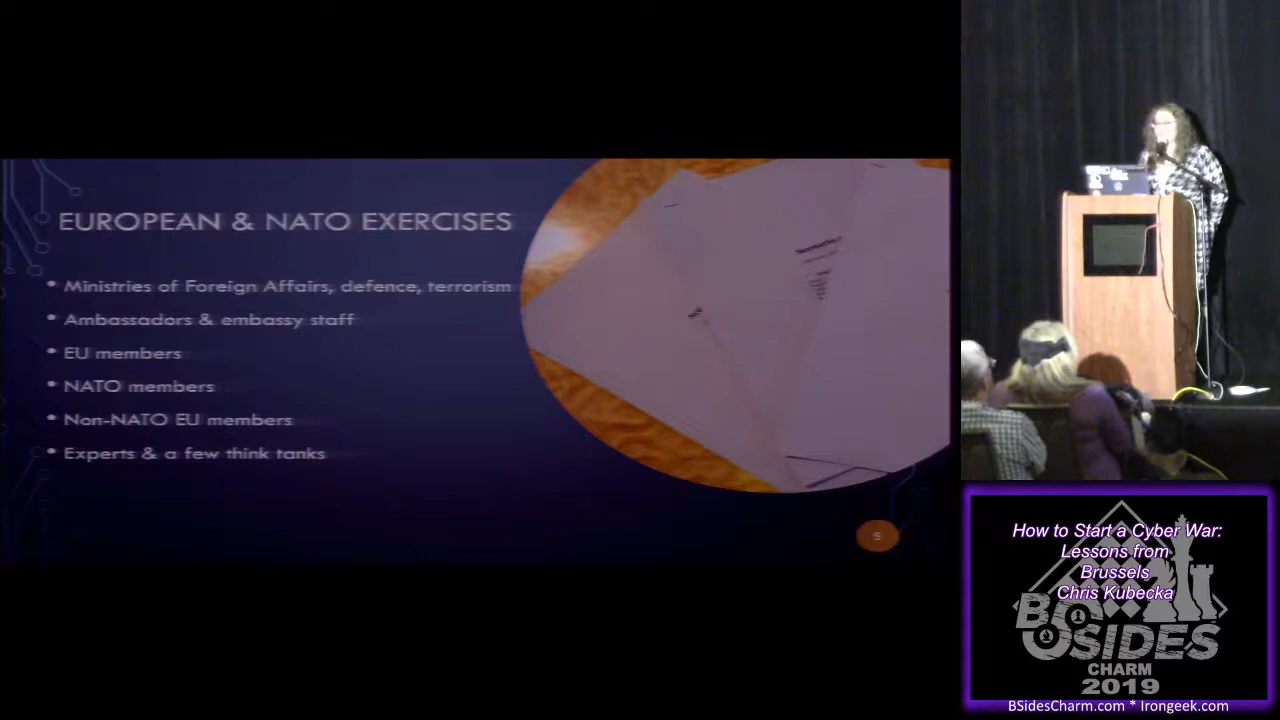 EUROPEAN & NATO EXERCISES
• Ministries of Foreign Affairs, defence, terrorism
• Ambassadors & embassy staff
• EU members
• NATO members
• Non-NATO EU members
• Experts & a few think tanks
5
How to Start a Cyber War:
Lessons from
Brussels
Chris Kubecka
BSIDES
CHARM
2019
BSidesCharm.com * Irongeek.com